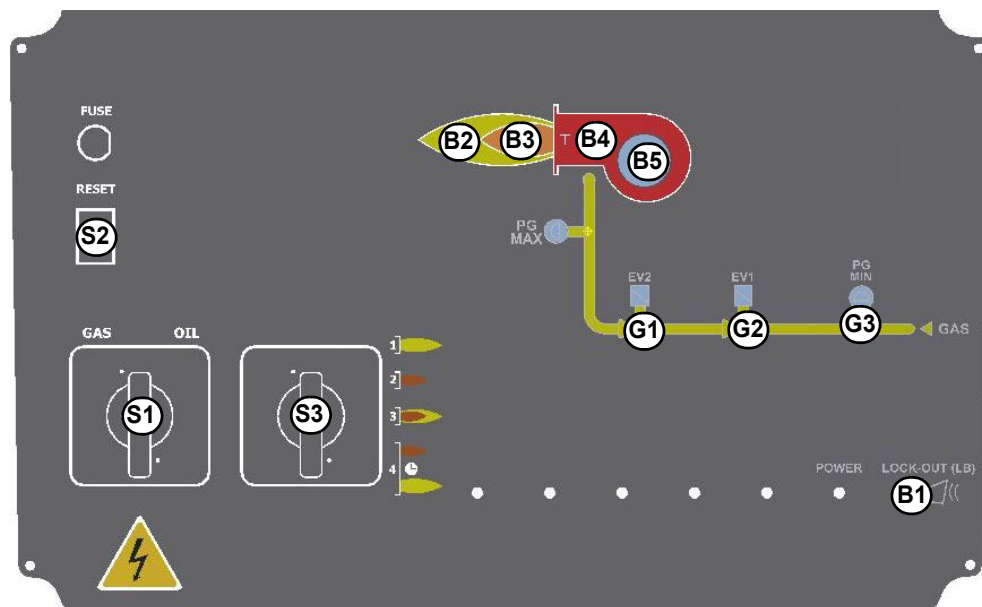 FUSE
B2
B3
T
B4
B5
RESET
S2
PG
MAX
EV2
EV1
PG
MIN
G1
G2
G3
GAS
GAS
OIL
1
2
3
4
S1
S3
POWER
LOCK-OUT (LB)
B1